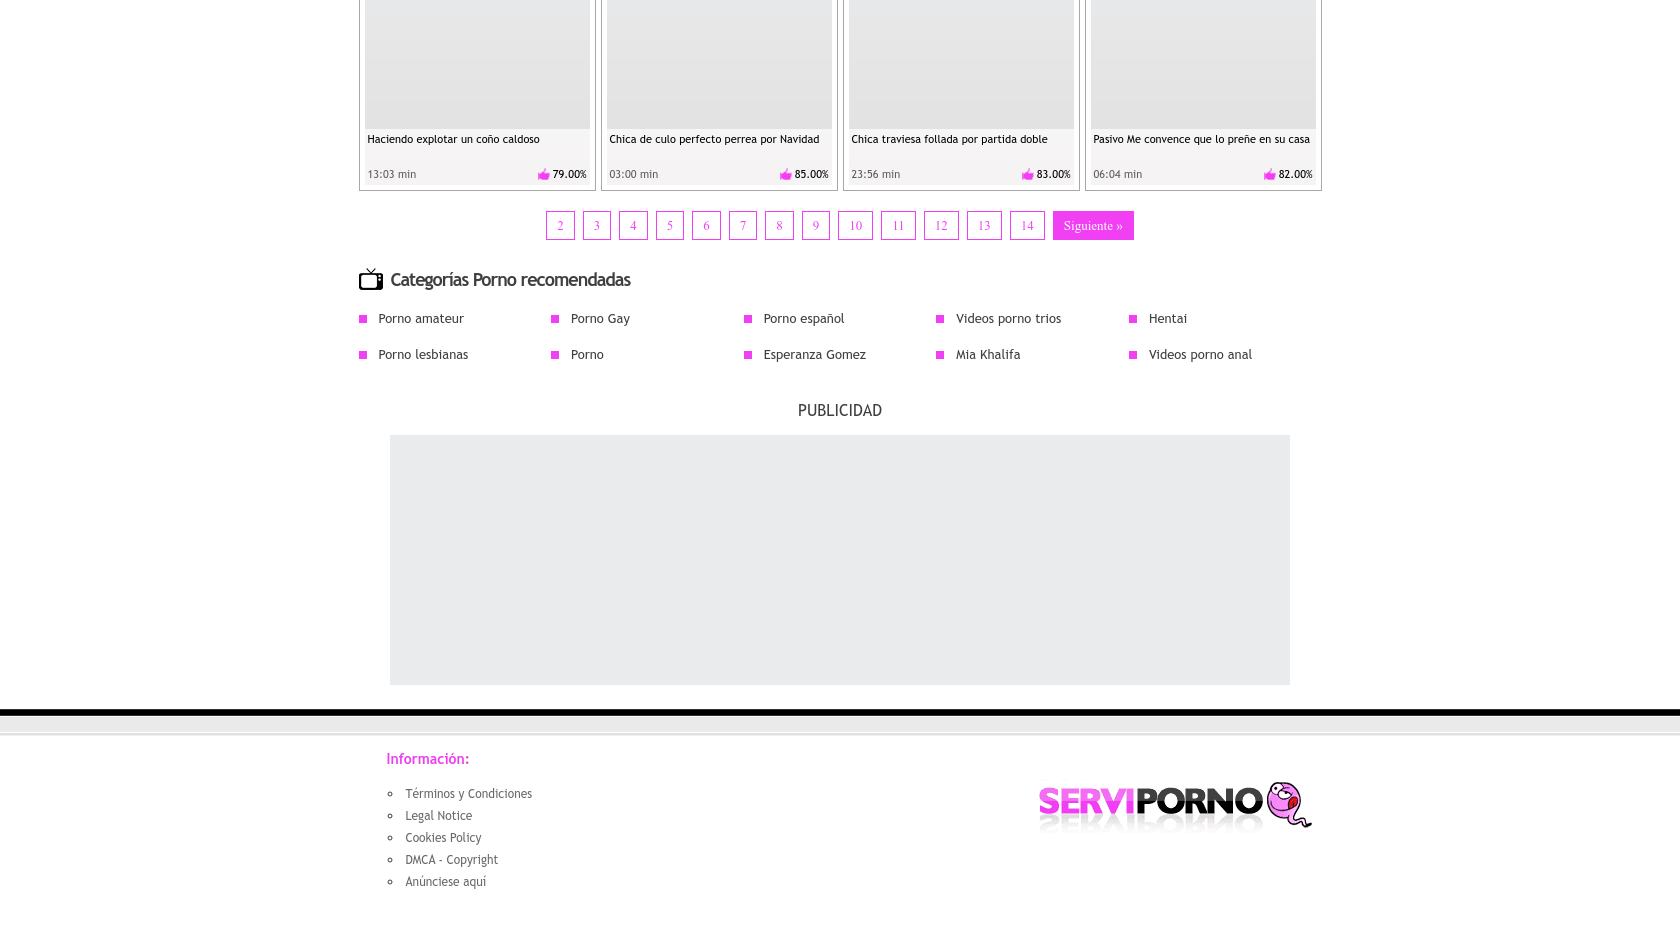 Haciendo explotar un coño caldoso
Chica de culo perfecto perrea por Navidad
Chica traviesa follada por partida doble
Pasivo Me convence que lo preñe en su casa
13:03 min 79.00%
03:00 min 85.00%
23:56 min 83.00%
06:04 min 82.00%
2 3 4 5 6 7 8 9 10 11 12 13 14 Siguiente »
Categorías Porno recomendadas
Porno amateur Porno Gay Porno español Videos porno trios Hentai
Porno lesbianas Porno Esperanza Gomez Mia Khalifa Videos porno anal
PUBLICIDAD
Información:
Términos y Condiciones
Legal Notice
Cookies Policy
DMCA - Copyright
Anúnciese aquí
SERVIPORNO